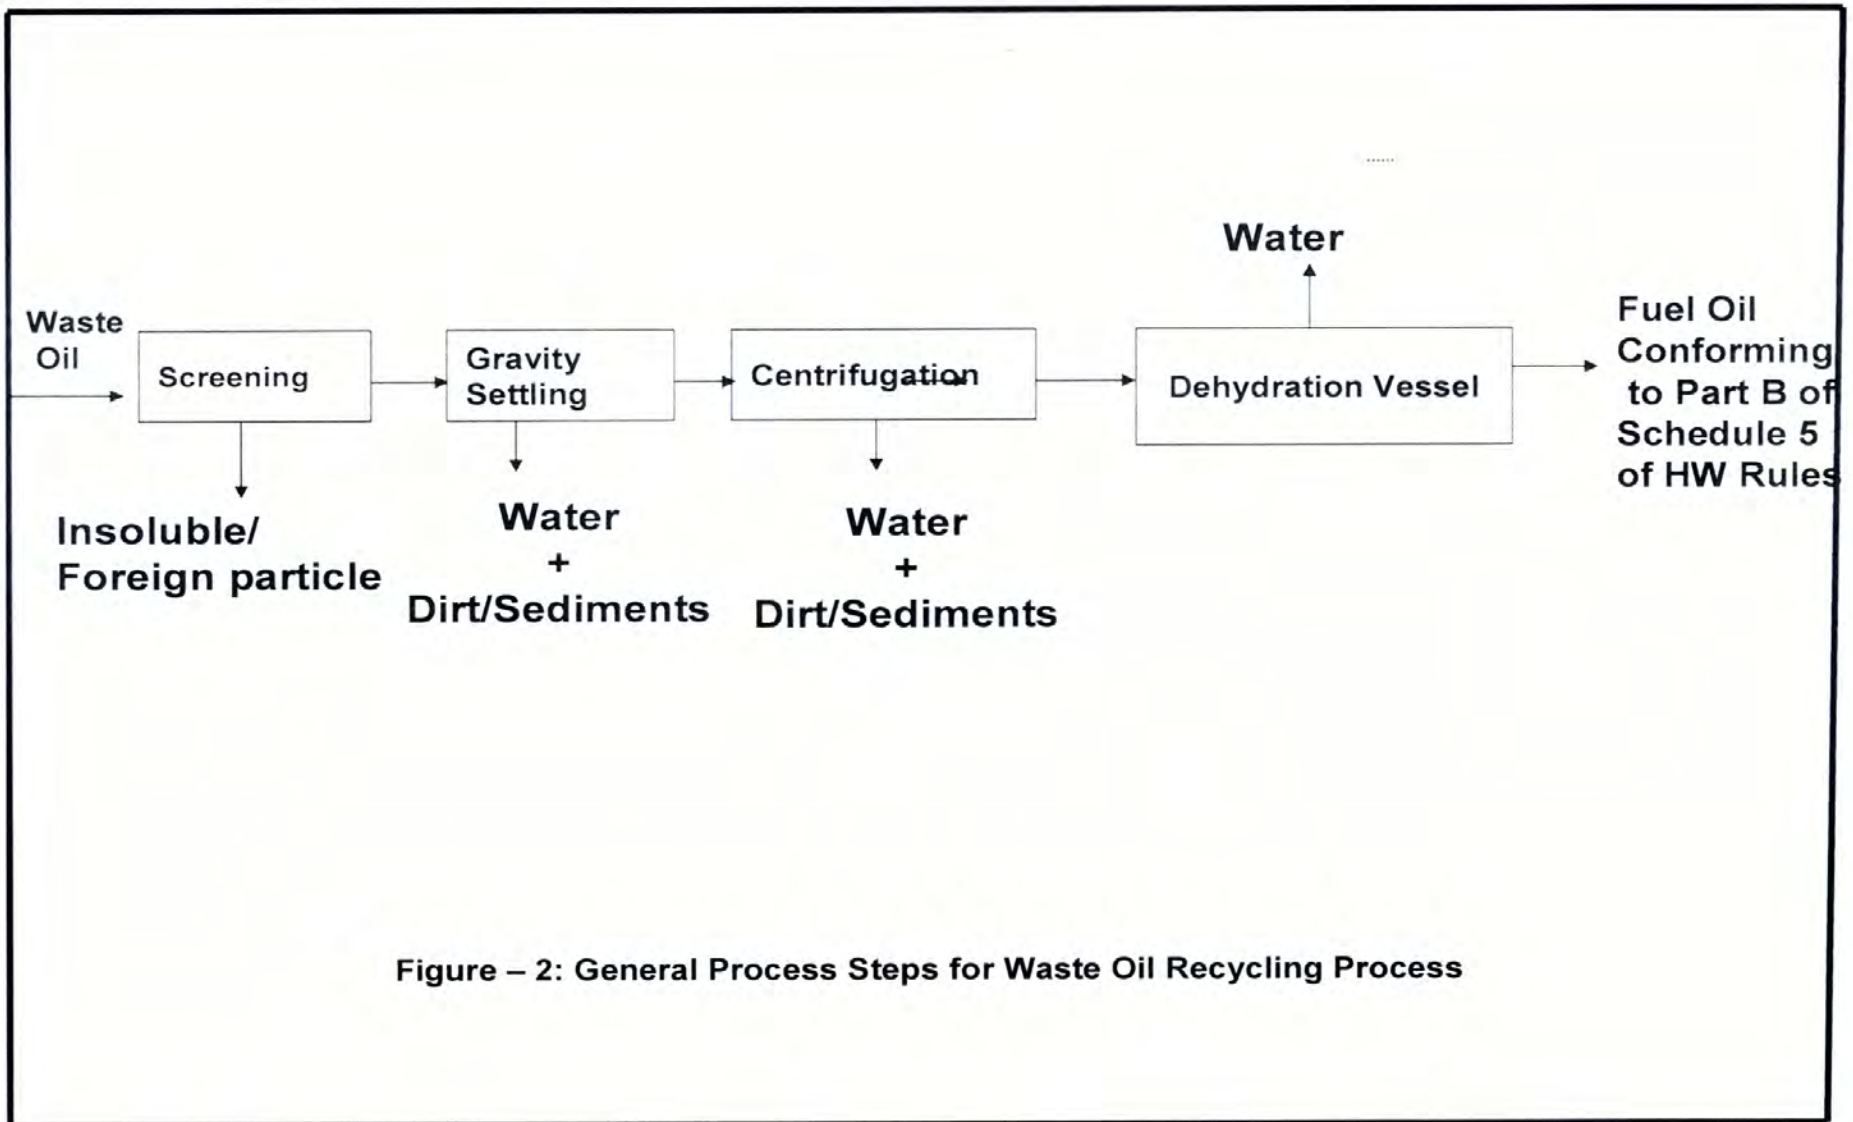 Waste
Oil
Screening
Insoluble/
Foreign particle
Gravity
Settling
Water
+
Dirt/Sediments
Centrifugation
Water
+
Dirt/Sediments
Water
Dehydration Vessel
Fuel Oil
Conforming
to Part B of
Schedule 5
of HW Rules
Figure – 2: General Process Steps for Waste Oil Recycling Process